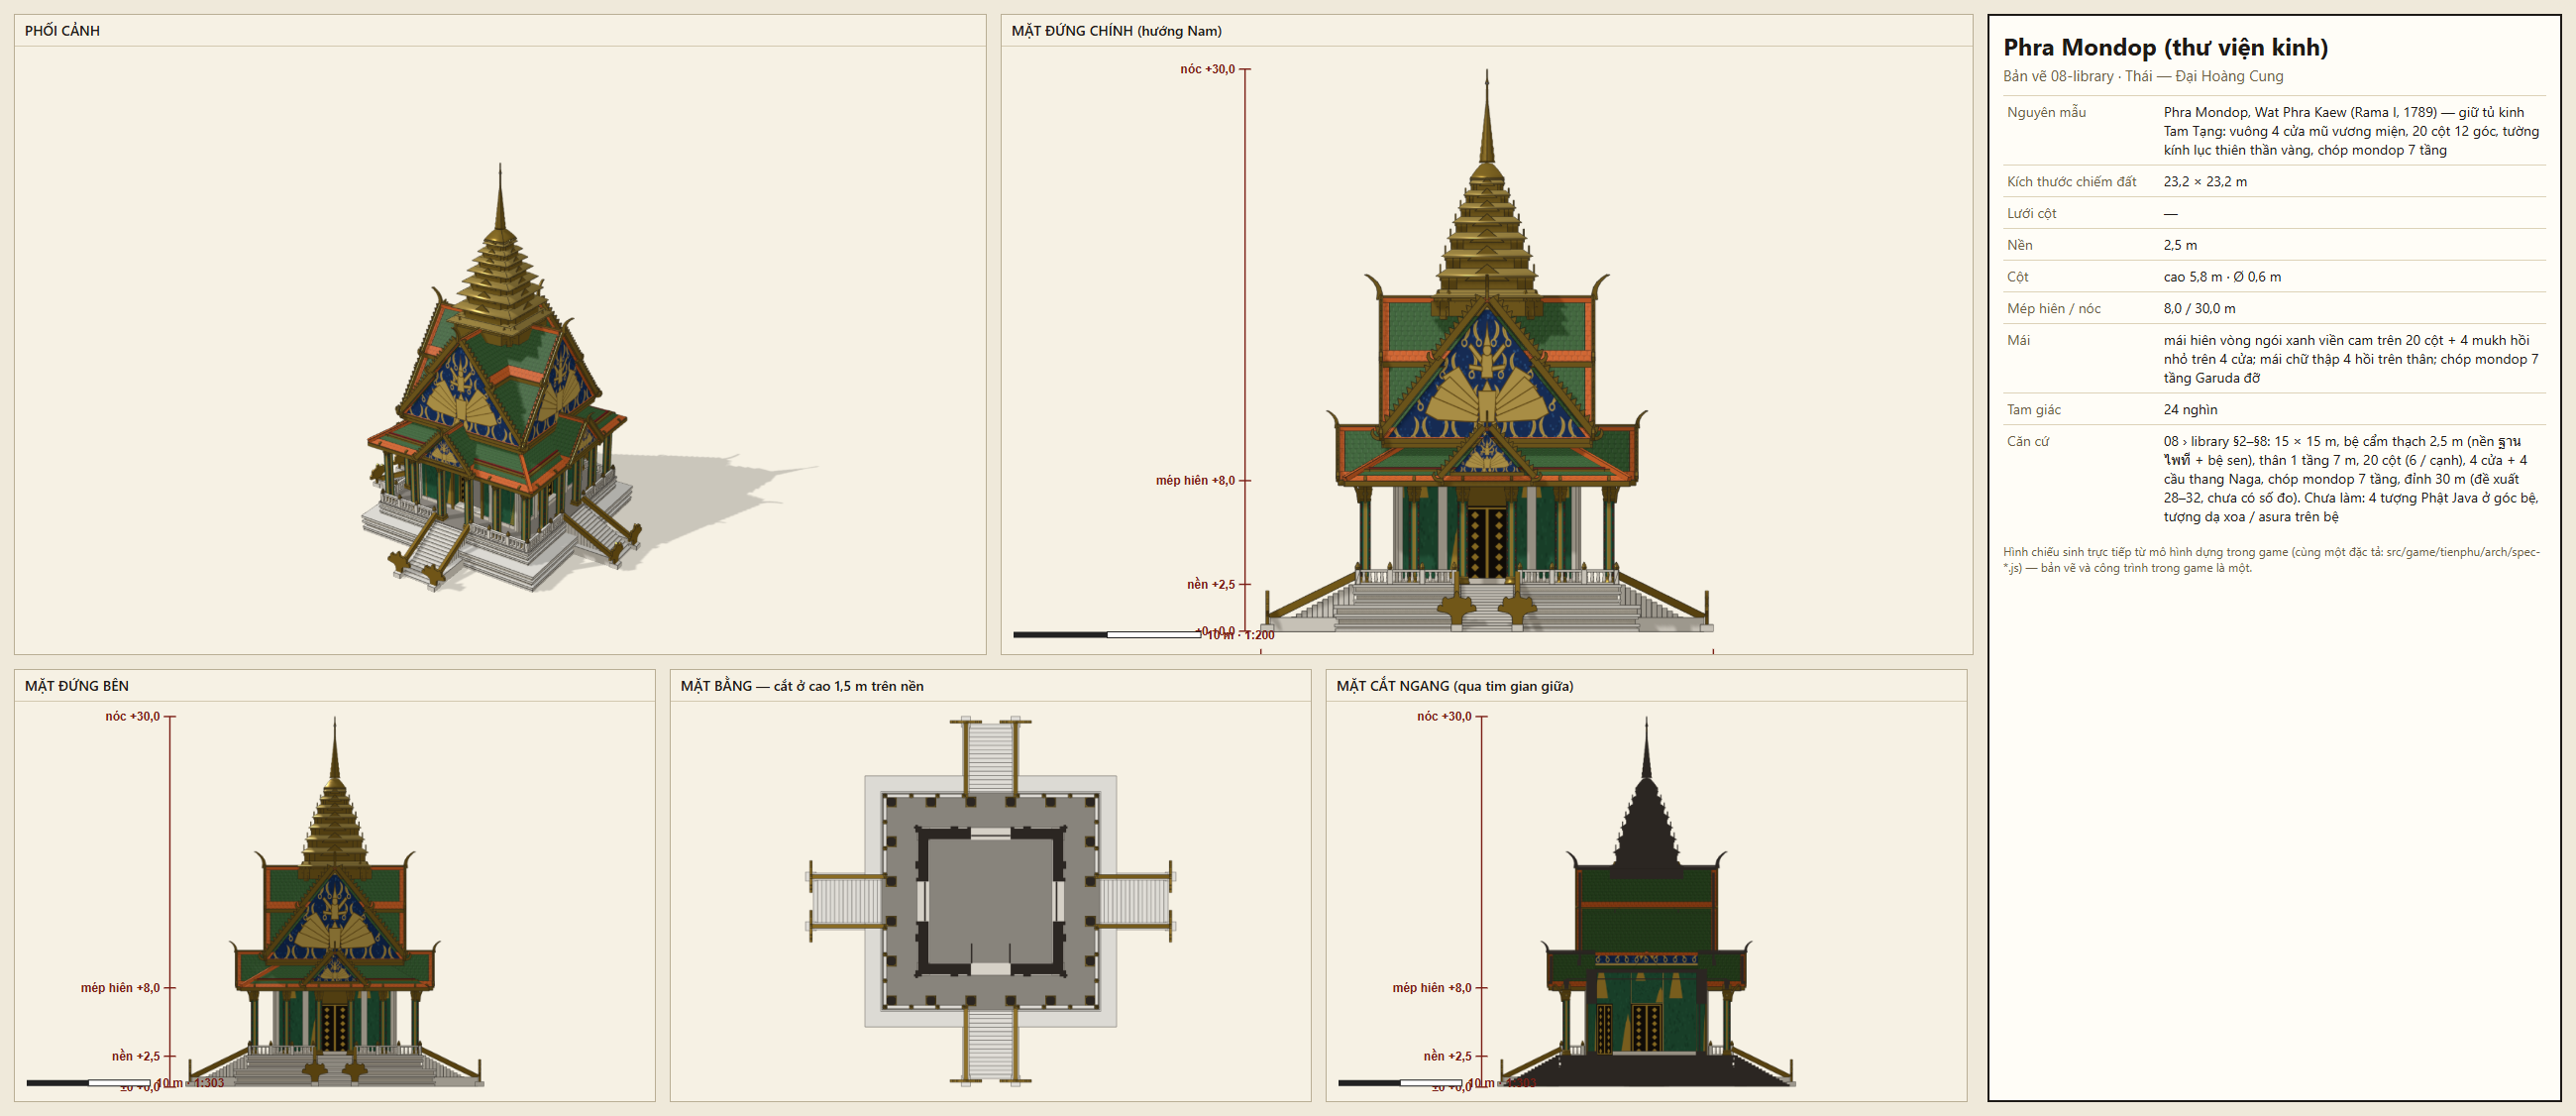 PHỐI CẢNH
MẶT ĐỨNG CHÍNH (hướng Nam)
nóc +30,0
mép hiên +8,0
nền +2,5
±0 +0,0
10 m · 1:200
MẶT ĐỨNG BÊN
nóc +30,0
mép hiên +8,0
nền +2,5
±0 +0,0
10 m · 1:303
MẶT BẰNG — cắt ở cao 1,5 m trên nền
MẶT CẮT NGANG (qua tim gian giữa)
nóc +30,0
mép hiên +8,0
nền +2,5
±0 +0,0
10 m · 1:303
Phra Mondop (thư viện kinh)
Bản vẽ 08-library · Thái — Đại Hoàng Cung
Nguyên mẫu
Phra Mondop, Wat Phra Kaew (Rama I, 1789) — giữ tủ kinh
Tam Tạng: vuông 4 cửa mũ vương miện, 20 cột 12 góc, tường
kính lục thiên thần vàng, chóp mondop 7 tầng
Kích thước chiếm đất
23,2 × 23,2 m
Lưới cột
—
Nền
2,5 m
Cột
cao 5,8 m · Ø 0,6 m
Mép hiên / nóc
8,0 / 30,0 m
Mái
mái hiên vòng ngói xanh viền cam trên 20 cột + 4 mukh hồi
nhỏ trên 4 cửa; mái chữ thập 4 hồi trên thân; chóp mondop 7
tầng Garuda đỡ
Tam giác
24 nghìn
Căn cứ
08 › library §2–§8: 15 × 15 m, bệ cẩm thạch 2,5 m (nền ฐาน
ไพที + bệ sen), thân 1 tầng 7 m, 20 cột (6 / cạnh), 4 cửa + 4
cầu thang Naga, chóp mondop 7 tầng, đỉnh 30 m (đề xuất
28–32, chưa có số đo). Chưa làm: 4 tượng Phật Java ở góc bệ,
tượng dạ xoa / asura trên bệ
Hình chiếu sinh trực tiếp từ mô hình dựng trong game (cùng một đặc tả: src/game/tienphu/arch/spec-
*.js) — bản vẽ và công trình trong game là một.